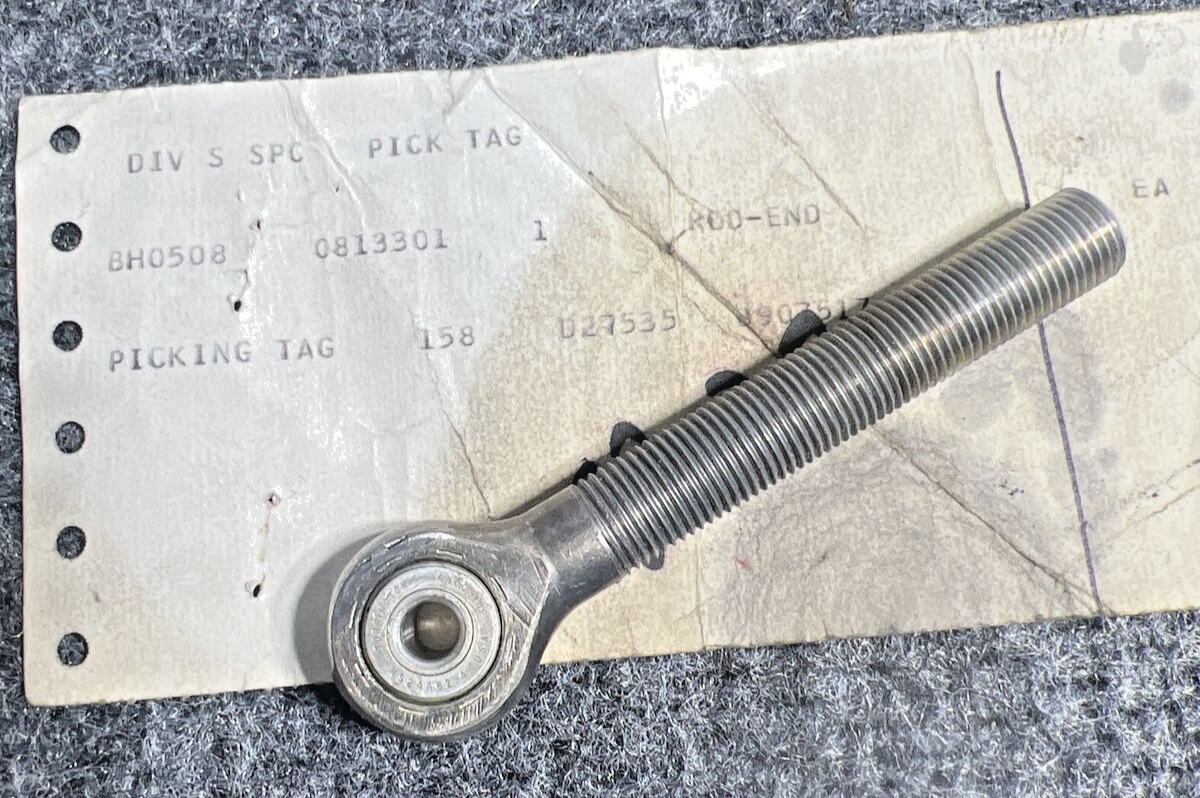 DIV S SPC PICK TAG
BH0508 0813301 1 ROD-END EA
PICKING TAG 158 D27535